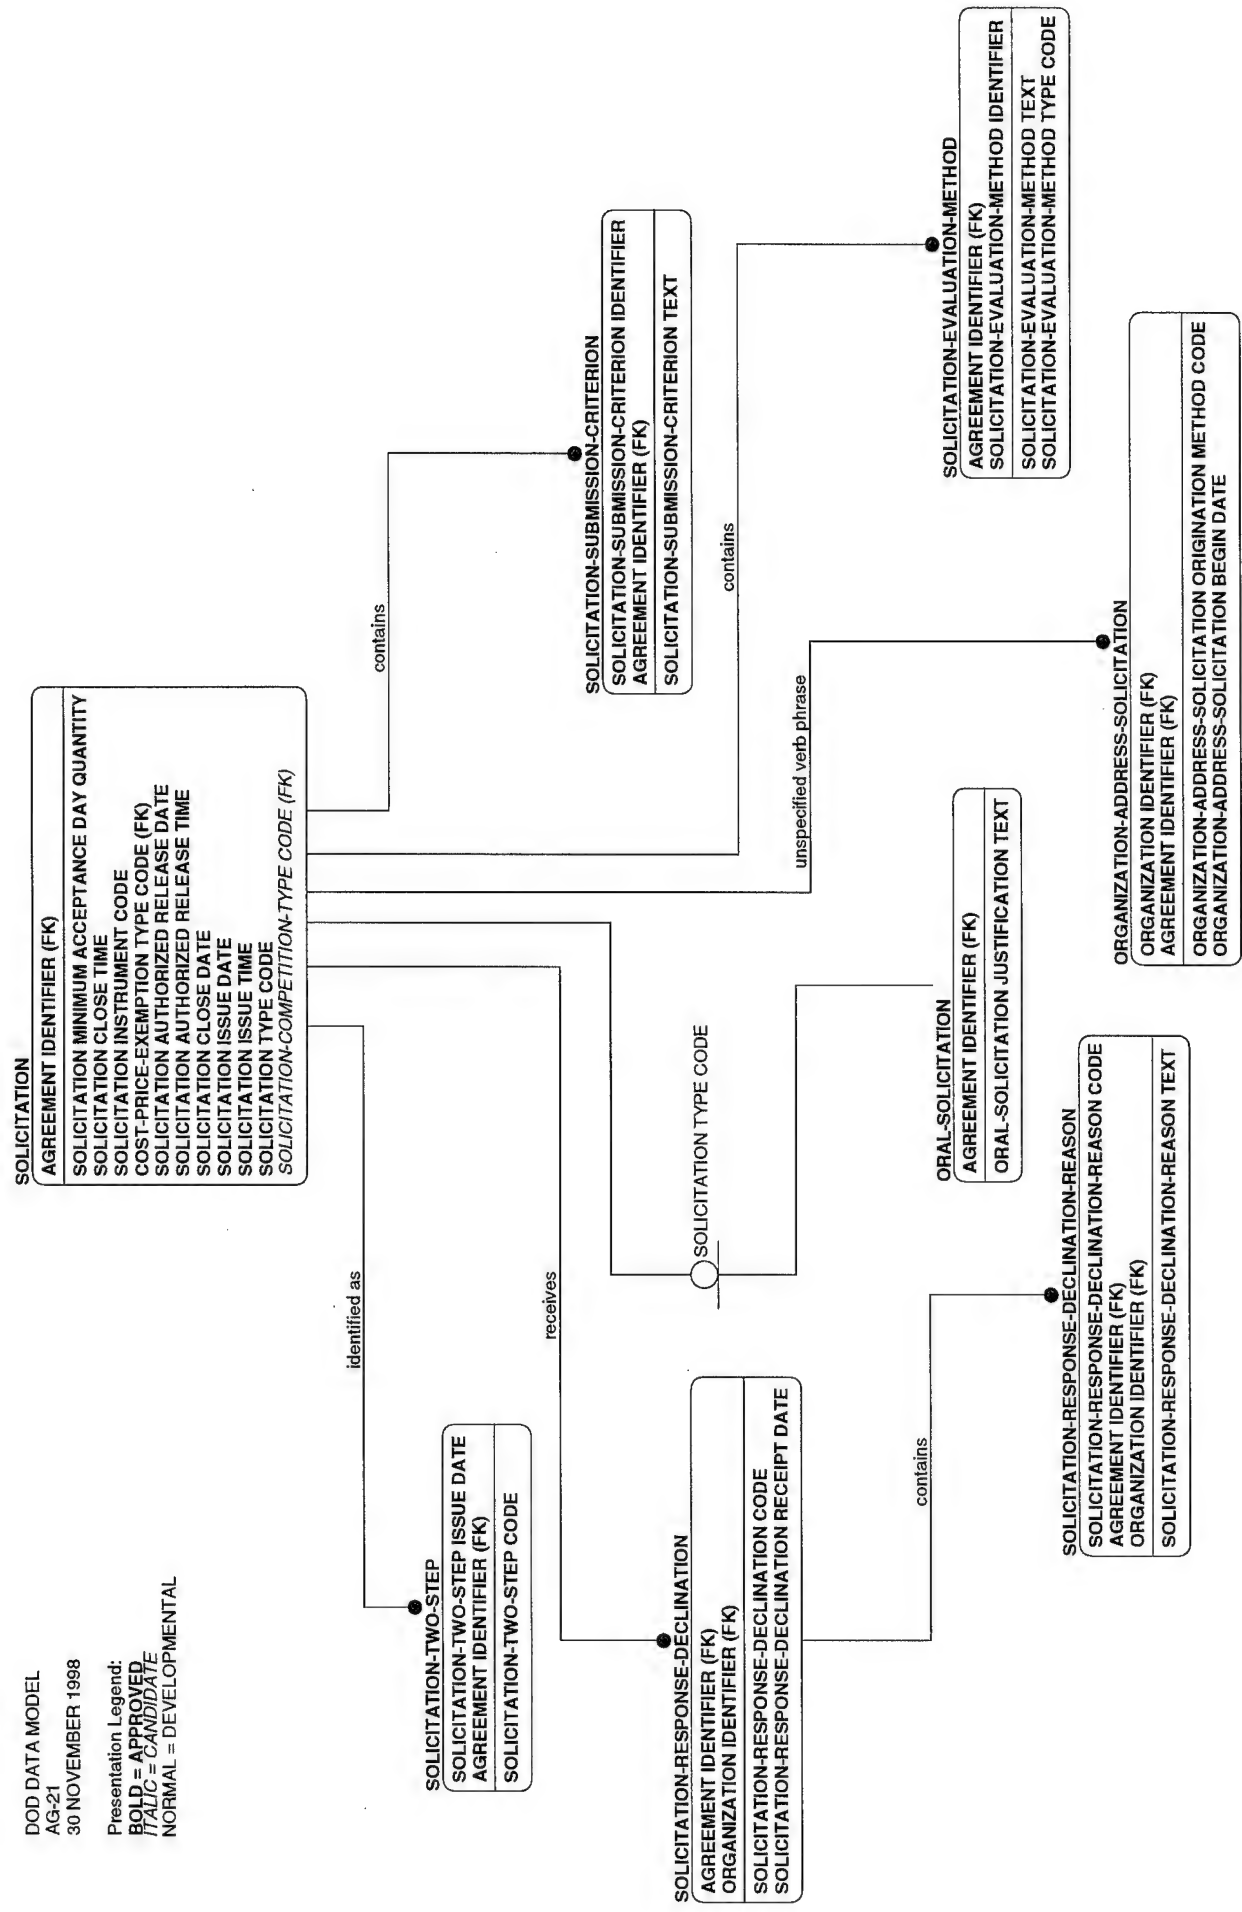 DOD DATA MODEL
AG-21
30 NOVEMBER 1998
Presentation Legend:
BOLD = APPROVED
ITALIC = CANDIDATE
NORMAL = DEVELOPMENTAL
SOLICITATION
AGREEMENT IDENTIFIER (FK)
SOLICITATION MINIMUM ACCEPTANCE DAY QUANTITY
SOLICITATION CLOSE TIME
SOLICITATION INSTRUMENT CODE
COST-PRICE-EXEMPTION TYPE CODE (FK)
SOLICITATION AUTHORIZED RELEASE DATE
SOLICITATION AUTHORIZED RELEASE TIME
SOLICITATION CLOSE DATE
SOLICITATION ISSUE DATE
SOLICITATION ISSUE TIME
SOLICITATION TYPE CODE
SOLICITATION-COMPETITION-TYPE CODE (FK)
identified as
contains
SOLICITATION-TWO-STEP
SOLICITATION-TWO-STEP ISSUE DATE
AGREEMENT IDENTIFIER (FK)
SOLICITATION-TWO-STEP CODE
receives
SOLICITATION-SUBMISSION-CRITERION
SOLICITATION-SUBMISSION-CRITERION IDENTIFIER
AGREEMENT IDENTIFIER (FK)
SOLICITATION-SUBMISSION-CRITERION TEXT
SOLICITATION-RESPONSE-DECLINATION
AGREEMENT IDENTIFIER (FK)
ORGANIZATION IDENTIFIER (FK)
SOLICITATION-RESPONSE-DECLINATION CODE
SOLICITATION-RESPONSE-DECLINATION RECEIPT DATE
SOLICITATION TYPE CODE
contains
unspecified verb phrase
contains
ORAL-SOLICITATION
AGREEMENT IDENTIFIER (FK)
ORAL-SOLICITATION JUSTIFICATION TEXT
SOLICITATION-EVALUATION-METHOD
AGREEMENT IDENTIFIER (FK)
SOLICITATION-EVALUATION-METHOD IDENTIFIER
SOLICITATION-EVALUATION-METHOD TEXT
SOLICITATION-EVALUATION-METHOD TYPE CODE
SOLICITATION-RESPONSE-DECLINATION-REASON
SOLICITATION-RESPONSE-DECLINATION-REASON CODE
AGREEMENT IDENTIFIER (FK)
ORGANIZATION IDENTIFIER (FK)
SOLICITATION-RESPONSE-DECLINATION-REASON TEXT
ORGANIZATION-ADDRESS-SOLICITATION
ORGANIZATION IDENTIFIER (FK)
AGREEMENT IDENTIFIER (FK)
ORGANIZATION-ADDRESS-SOLICITATION ORIGINATION METHOD CODE
ORGANIZATION-ADDRESS-SOLICITATION BEGIN DATE